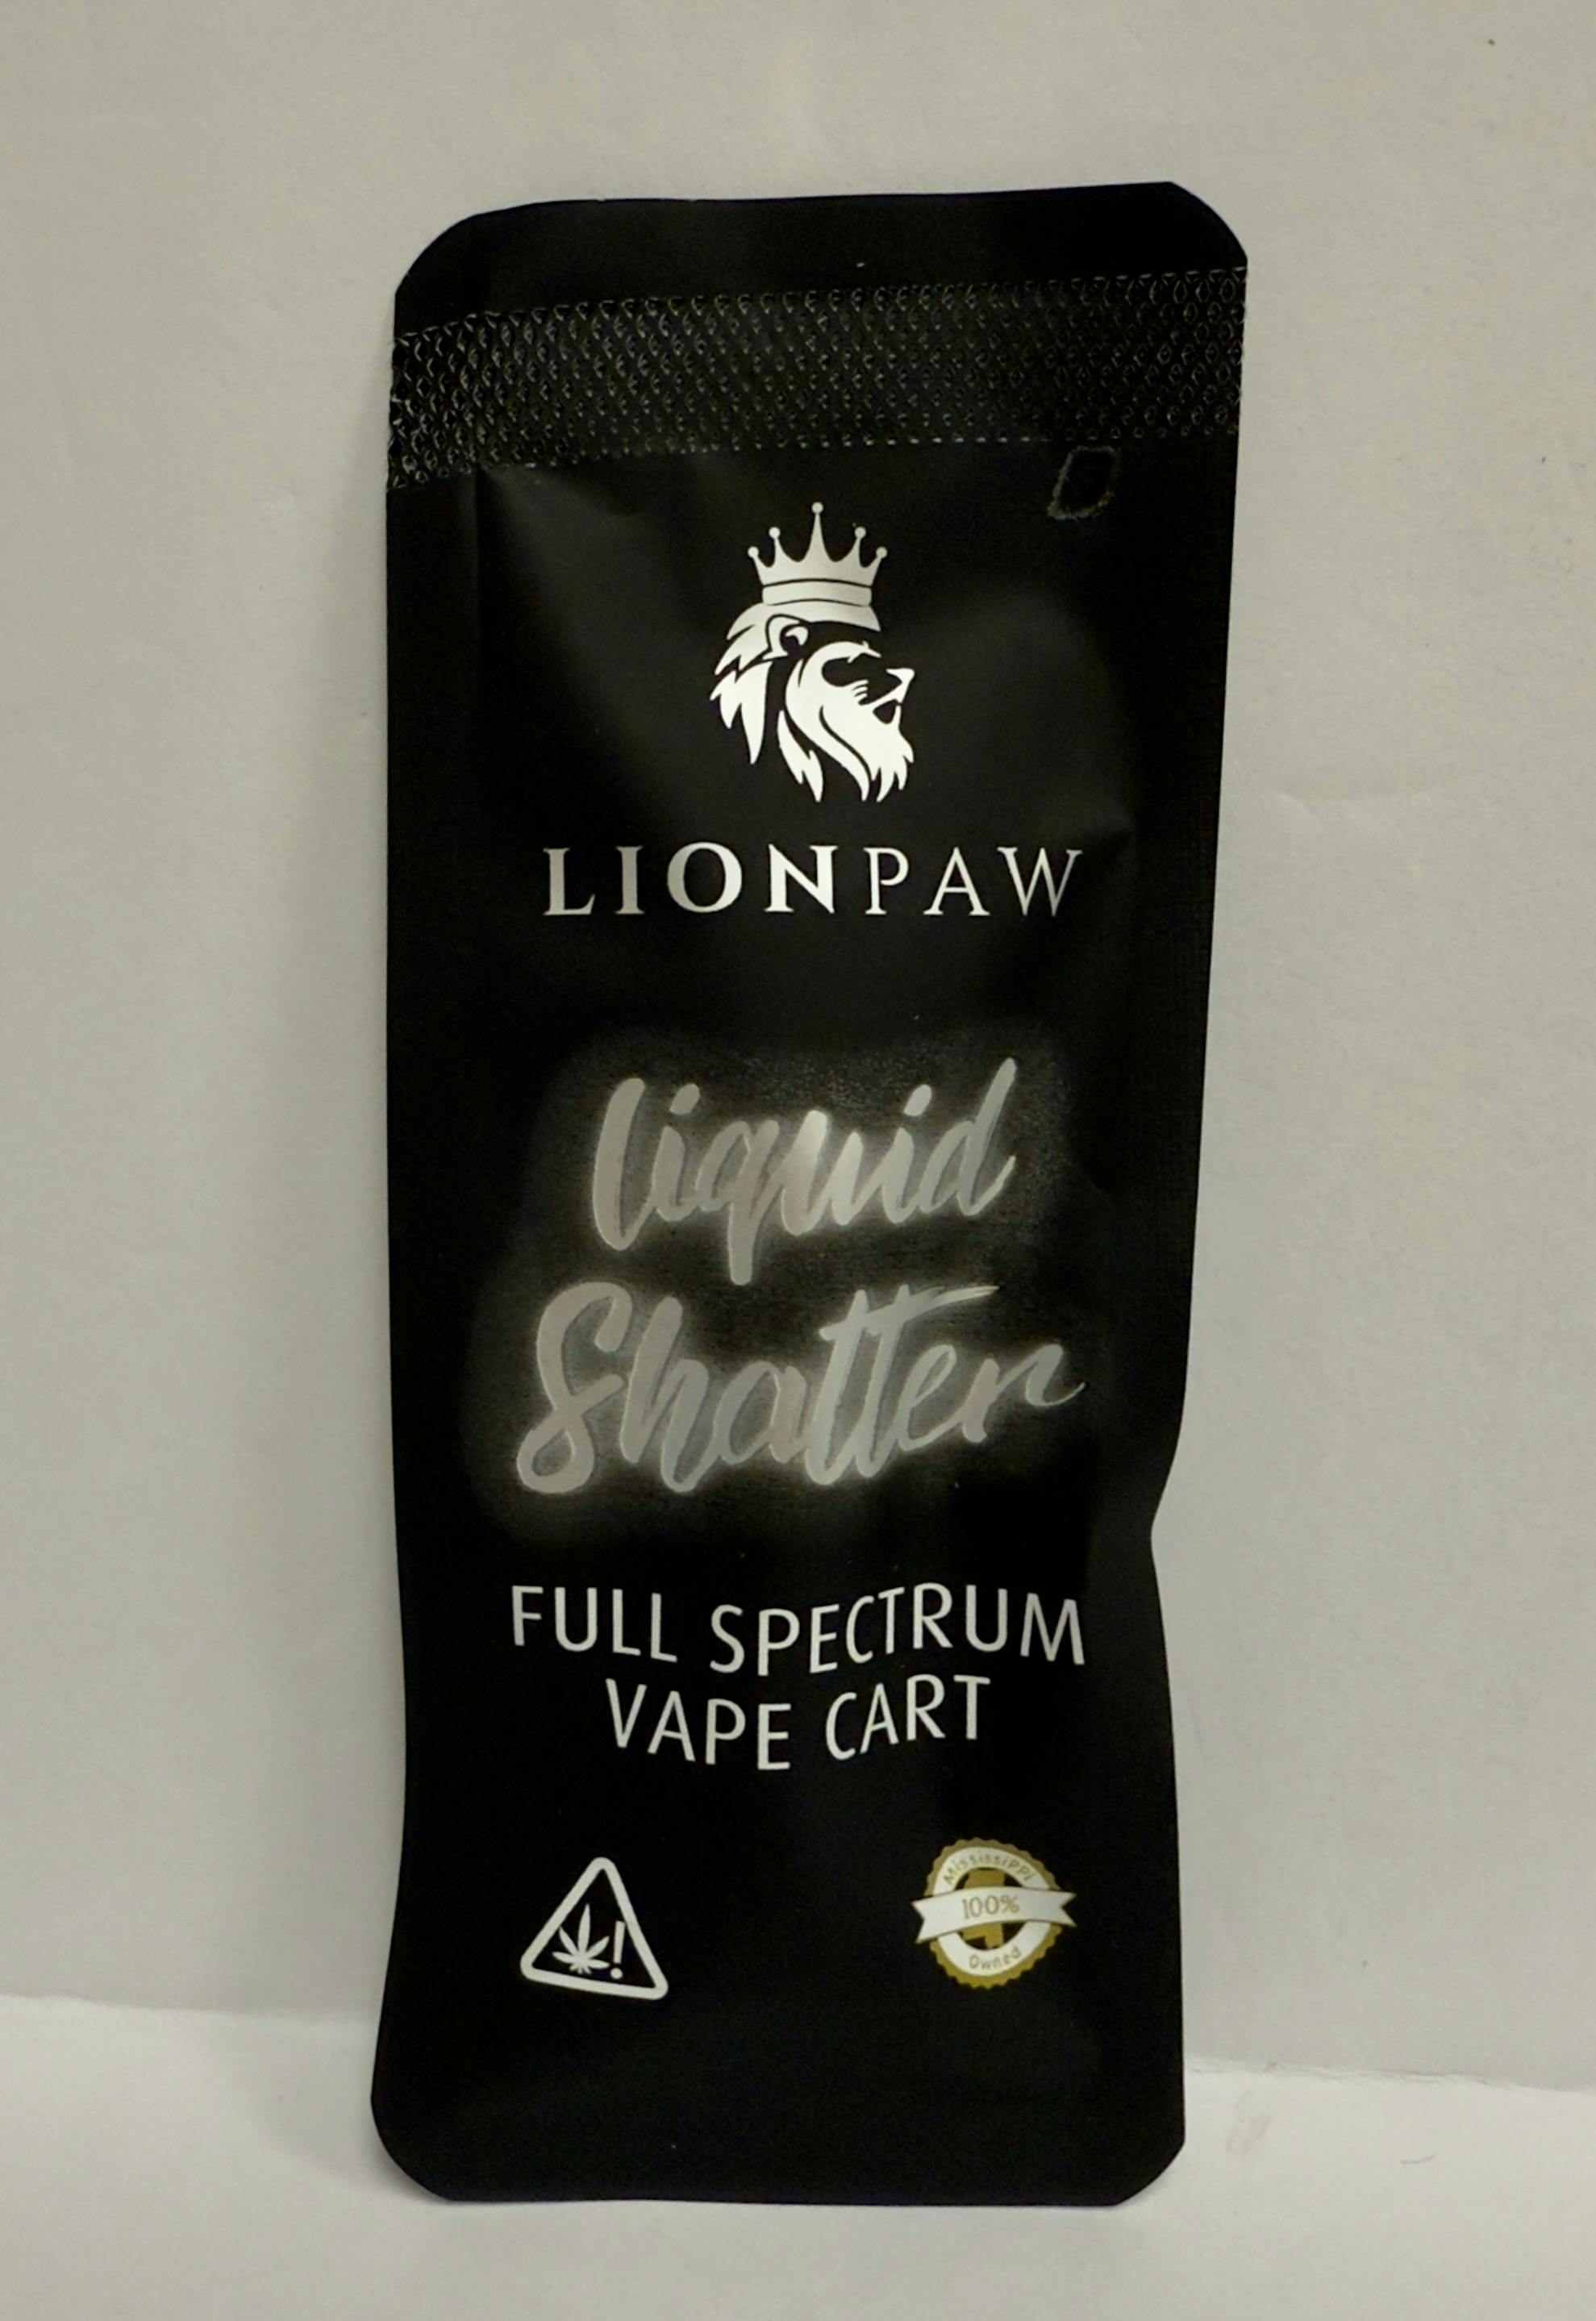 LIONPAW
Liquid
Shatter
FULL SPECTRUM
VAPE CART
!
Mississippi
100%
Owned